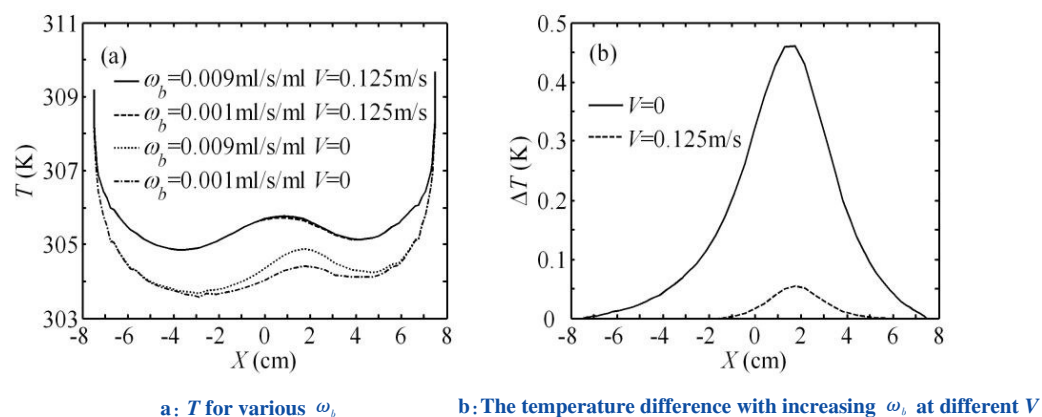 (a)
ω_b=0.009ml/s/ml V=0.125m/s
ω_b=0.001ml/s/ml V=0.125m/s
ω_b=0.009ml/s/ml V=0
ω_b=0.001ml/s/ml V=0
311
309
307
305
303
T (K)
-8 -6 -4 -2 0 2 4 6 8
X (cm)
(b)
V=0
V=0.125m/s
0.5
0.4
0.3
0.2
0.1
0
ΔT (K)
-8 -6 -4 -2 0 2 4 6 8
X (cm)
a: T for various ω_b
b: The temperature difference with increasing ω_b at different V